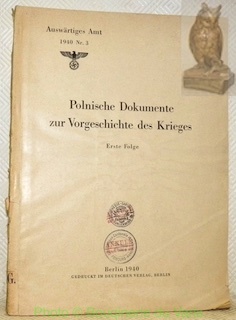 Auswärtiges Amt
1940 Nr. 3
Polnische Dokumente
zur Vorgeschichte des Krieges
Erste Folge
Berlin 1940
GEDRUCKT IM DEUTSCHEN VERLAG, BERLIN
G.